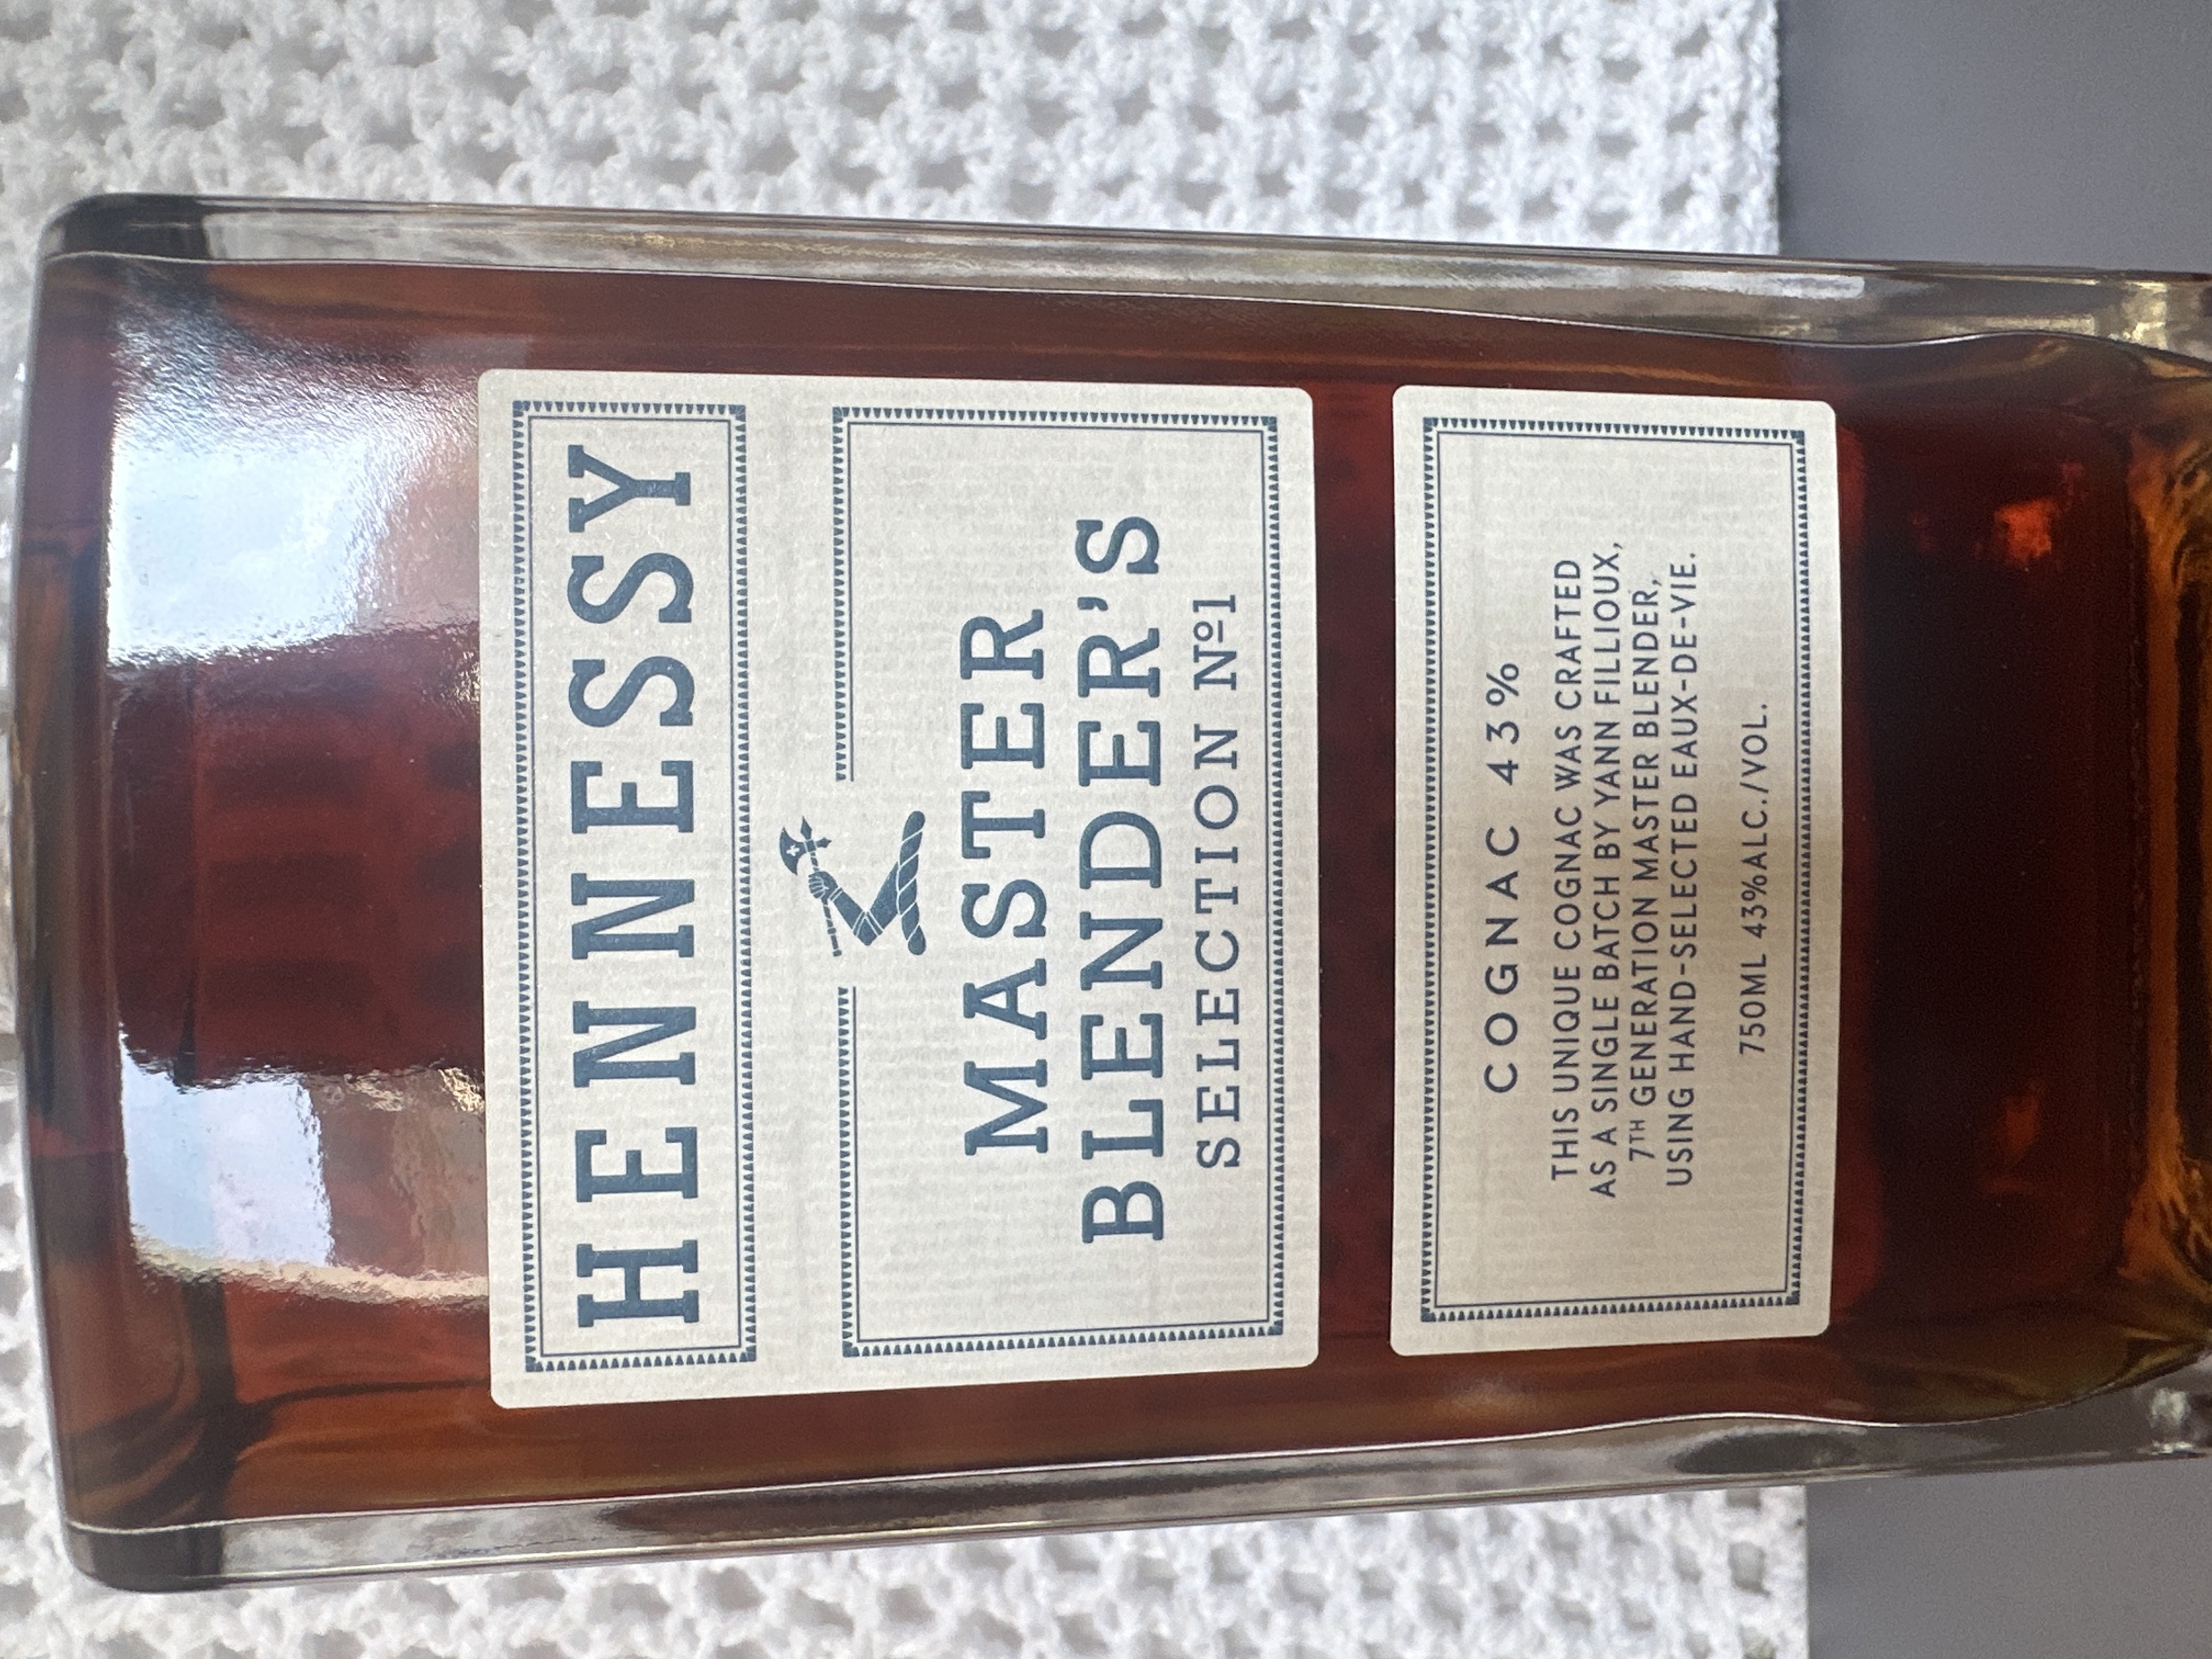 COGNAC 43%
THIS UNIQUE COGNAC WAS CRAFTED
AS A SINGLE BATCH BY YANN FILLIOUX,
7TH GENERATION MASTER BLENDER,
USING HAND-SELECTED EAUX-DE-VIE.
750ML 43%ALC./VOL.
HENNESSY
MASTER
BLENDER'S
SELECTION Nº1